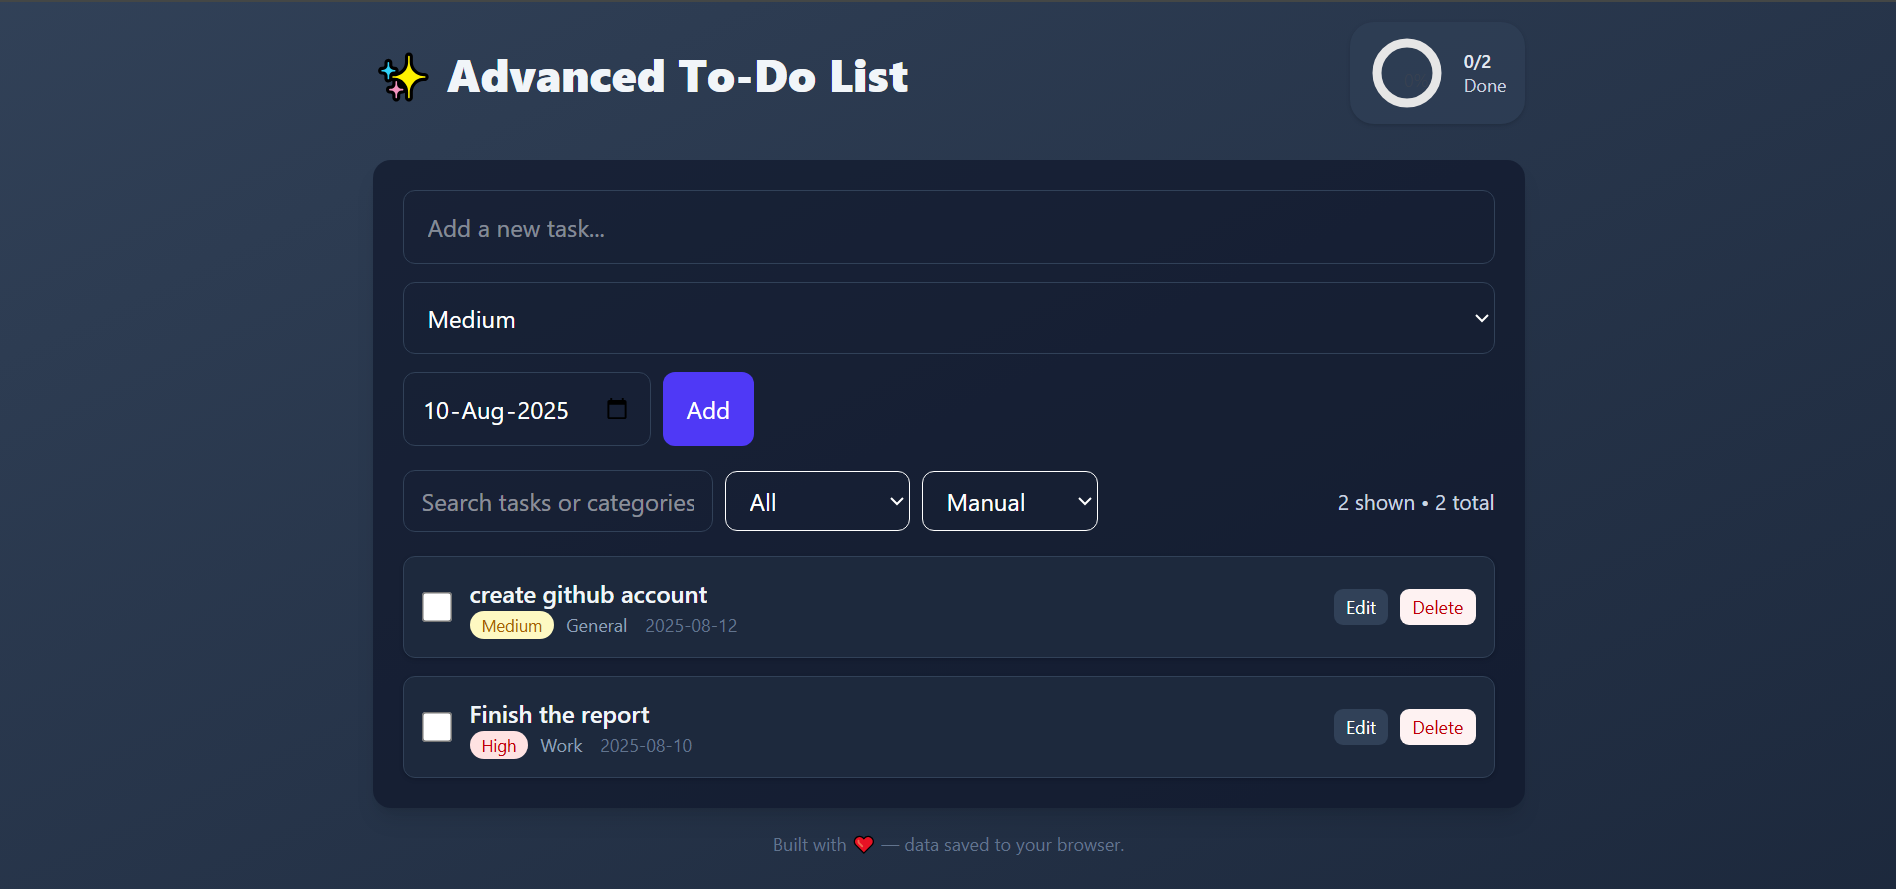 ✨ Advanced To-Do List
0/2
Done
Add a new task...
Medium
10-Aug-2025 Add
Search tasks or categories All Manual 2 shown • 2 total
create github account
Medium General 2025-08-12
Edit Delete
Finish the report
High Work 2025-08-10
Edit Delete
Built with ❤️ — data saved to your browser.